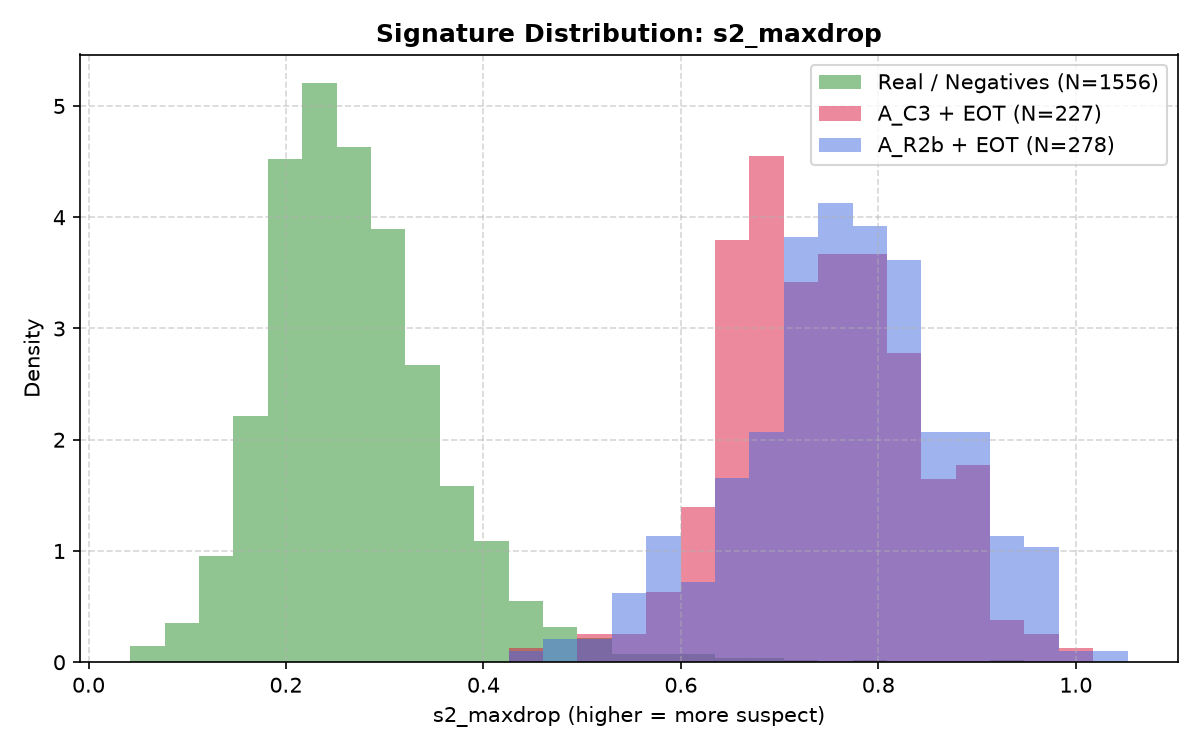 Signature Distribution: s2_maxdrop
Real / Negatives (N=1556)
A_C3 + EOT (N=227)
A_R2b + EOT (N=278)
Density
5
4
3
2
1
0
0.0 0.2 0.4 0.6 0.8 1.0
s2_maxdrop (higher = more suspect)